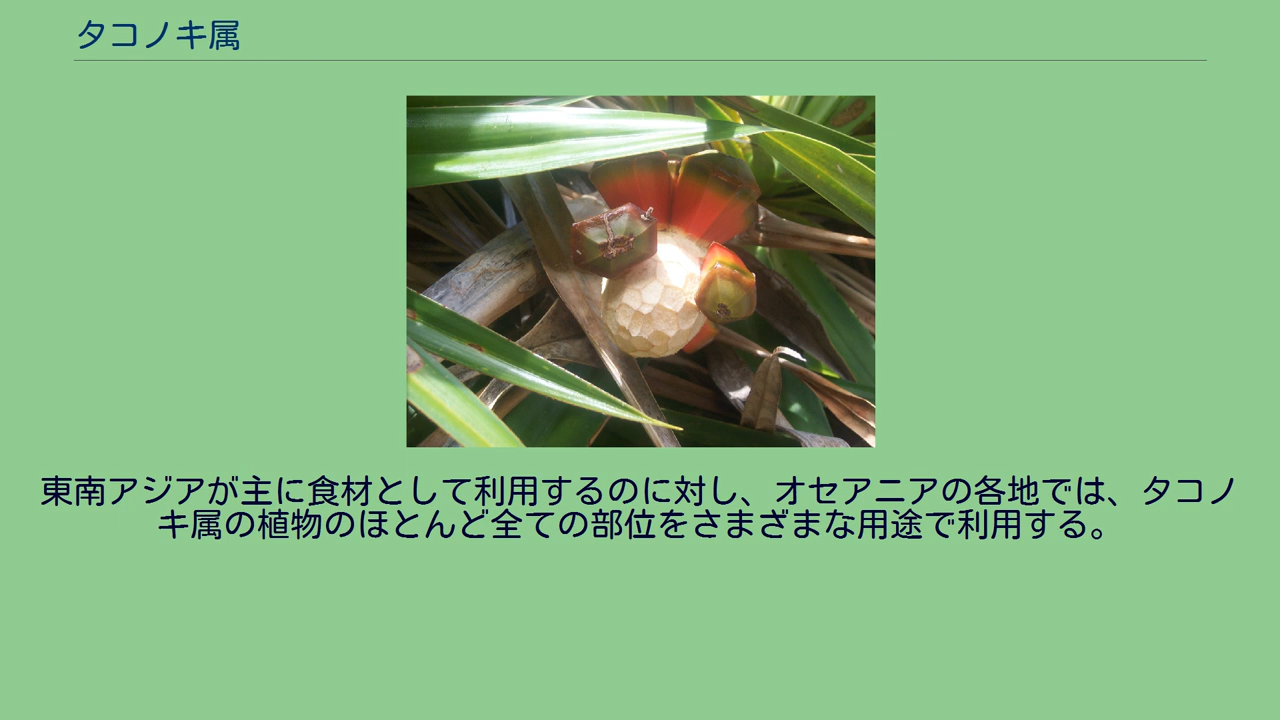 タコノキ属
東南アジアが主に食材として利用するのに対し、オセアニアの各地では、タコノ
キ属の植物のほとんど全ての部位をさまざまな用途で利用する。